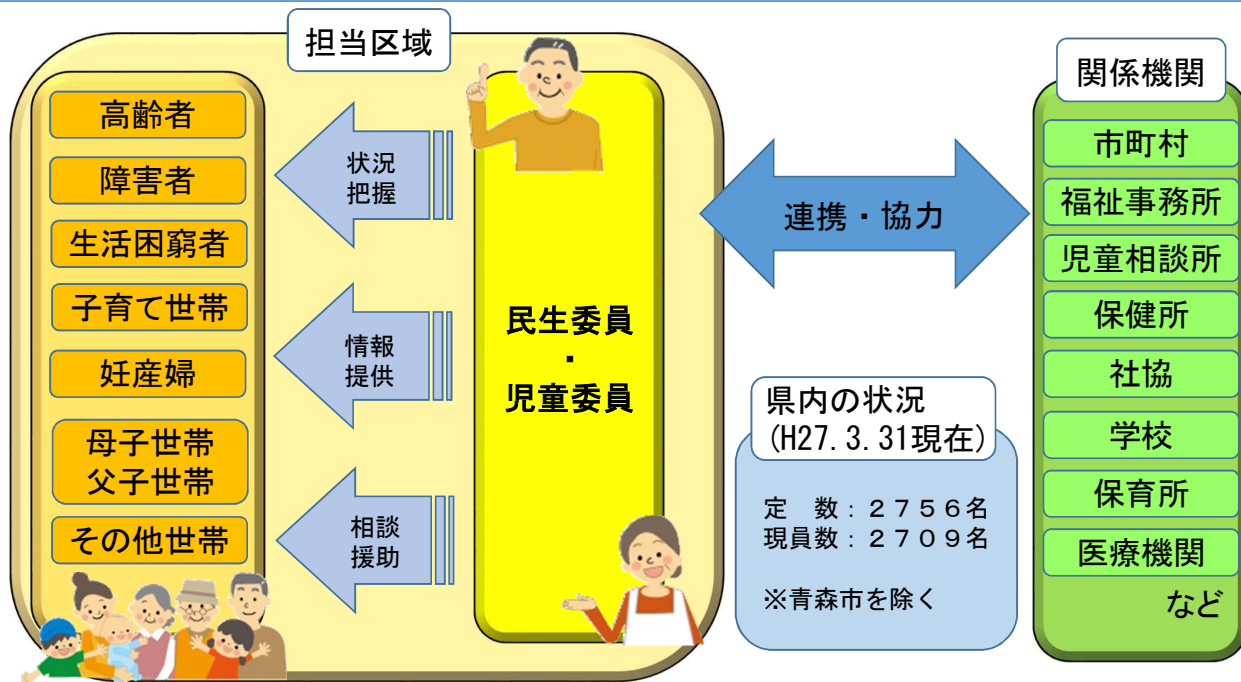 担当区域
高齢者
障害者
生活困窮者
子育て世帯
妊産婦
母子世帯
父子世帯
その他世帯
状況
把握
情報
提供
相談
援助
民生委員
・
児童委員
連携・協力
県内の状況
(H27.3.31現在)
定　数：２７５６名
現員数：２７０９名
※青森市を除く
関係機関
市町村
福祉事務所
児童相談所
保健所
社協
学校
保育所
医療機関
など